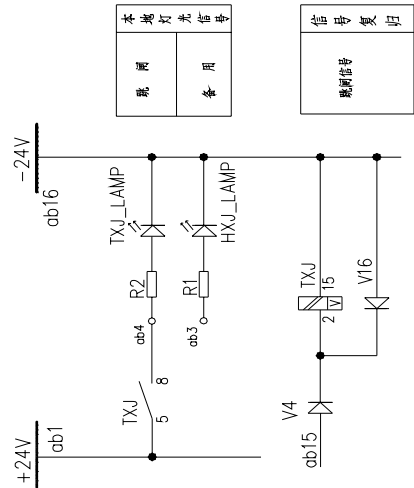 本地灯光信号
跳闸
备用
信号复归
跳闸信号
-24V
ab16
TXJ_LAMP
HXJ_LAMP
R2
R1
ab4
ab3
TXJ
15
V
2
V16
TXJ
8
5
V4
ab15
+24V
ab1